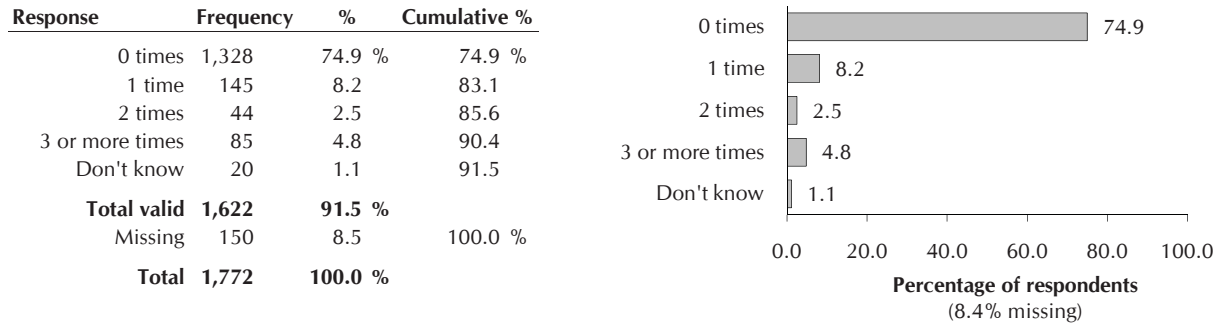 Response Frequency % Cumulative %
0 times 1,328 74.9 % 74.9 %
1 time 145 8.2 83.1
2 times 44 2.5 85.6
3 or more times 85 4.8 90.4
Don't know 20 1.1 91.5
Total valid 1,622 91.5 %
Missing 150 8.5 100.0 %
Total 1,772 100.0 %
0 times 74.9
1 time 8.2
2 times 2.5
3 or more times 4.8
Don't know 1.1
0.0 20.0 40.0 60.0 80.0 100.0
Percentage of respondents
(8.4% missing)